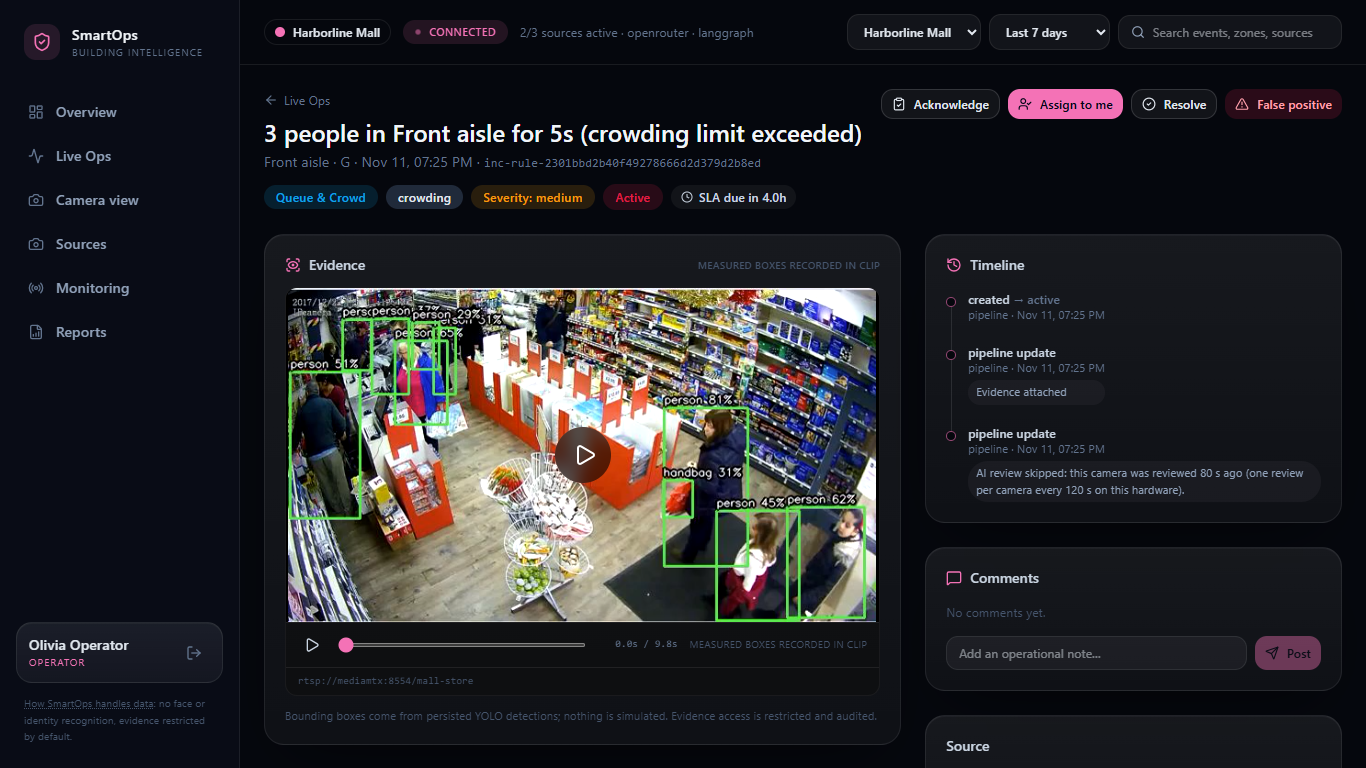 SmartOps
BUILDING INTELLIGENCE
Overview
Live Ops
Camera view
Sources
Monitoring
Reports
Olivia Operator
OPERATOR
How SmartOps handles data: no face or
identity recognition, evidence restricted
by default.
Harborline Mall
CONNECTED
2/3 sources active · openrouter · langgraph
Harborline Mall
Last 7 days
Search events, zones, sources
Live Ops
Acknowledge
Assign to me
Resolve
False positive
3 people in Front aisle for 5s (crowding limit exceeded)
Front aisle · G · Nov 11, 07:25 PM · inc-rule-2301bbd2b40f49278666d2d379d2b8ed
Queue & Crowd
crowding
Severity: medium
Active
SLA due in 4.0h
Evidence
MEASURED BOXES RECORDED IN CLIP
person 29%
person 51%
person 81%
handbag 31%
person 45%
person 62%
0.0s / 9.8s
MEASURED BOXES RECORDED IN CLIP
rtsp://mediamtx:8554/mall-store
Bounding boxes come from persisted YOLO detections; nothing is simulated. Evidence access is restricted and audited.
Timeline
created → active
pipeline · Nov 11, 07:25 PM
pipeline update
pipeline · Nov 11, 07:25 PM
Evidence attached
pipeline update
pipeline · Nov 11, 07:25 PM
AI review skipped: this camera was reviewed 80 s ago (one review
per camera every 120 s on this hardware).
Comments
No comments yet.
Add an operational note...
Post
Source